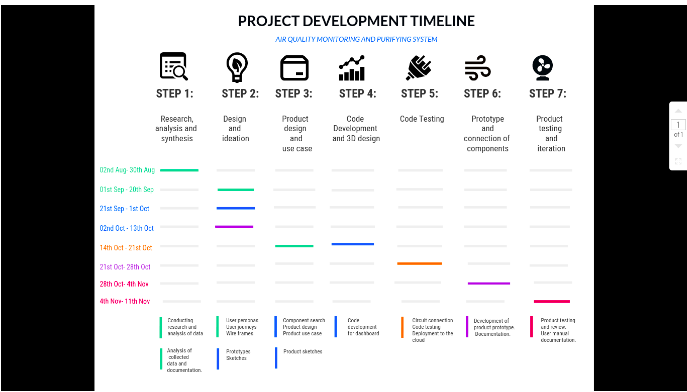 PROJECT DEVELOPMENT TIMELINE
AIR QUALITY MONITORING AND PURIFYING SYSTEM
STEP 1:
Research,
analysis and
synthesis
STEP 2:
Design
and
ideation
STEP 3:
Product
design
and
use case
STEP 4:
Code
Development
and 3D design
STEP 5:
Code Testing
STEP 6:
Prototype
and
connection of
components
STEP 7:
Product
testing
and
iteration
02nd Aug- 30th Aug
01st Sep - 20th Sep
21st Sep - 1st Oct
02nd Oct - 13th Oct
14th Oct - 21st Oct
21st Oct- 28th Oct
28th Oct- 4th Nov
4th Nov- 11th Nov
Conducting
research and
analysis of data
Analysis of
collected
data and
documentation.
User personas
User journeys
Wire frames
Prototypes
Sketches
Component search
Product design
Product use case
Product sketches
Code
development
for dashboard
Circuit connection
Code testing
Deployment to the
cloud
Development of
product prototype
Documentation.
Product testing
and review.
User manual
documentation.
1
of 1